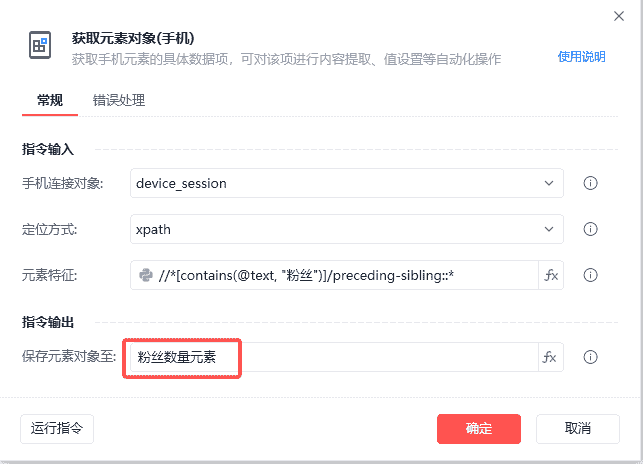 获取元素对象(手机)
获取手机元素的具体数据项，可对该项进行内容提取、值设置等自动化操作
使用说明
常规 错误处理
指令输入
手机连接对象: device_session
定位方式: xpath
元素特征: //*[contains(@text, "粉丝")]/preceding-sibling::* fx
指令输出
保存元素对象至: 粉丝数量元素 fx
运行指令 确定 取消